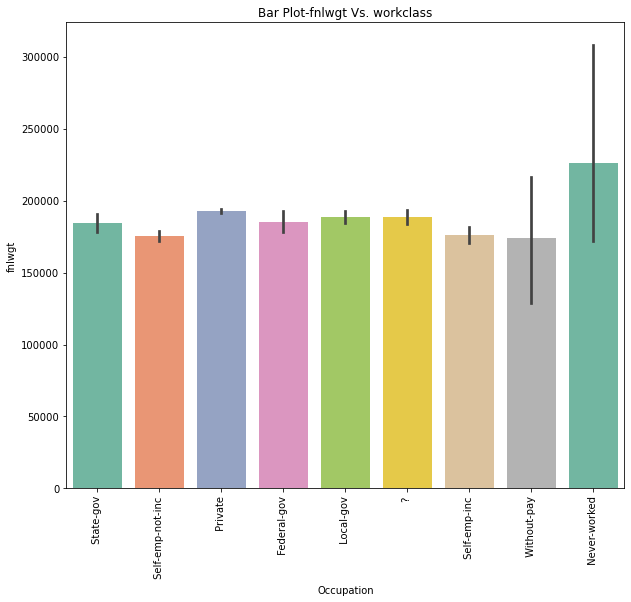 Bar Plot-fnlwgt Vs. workclass
fnlwgt
300000
250000
200000
150000
100000
50000
0
State-gov
Self-emp-not-inc
Private
Federal-gov
Local-gov
?
Self-emp-inc
Without-pay
Never-worked
Occupation